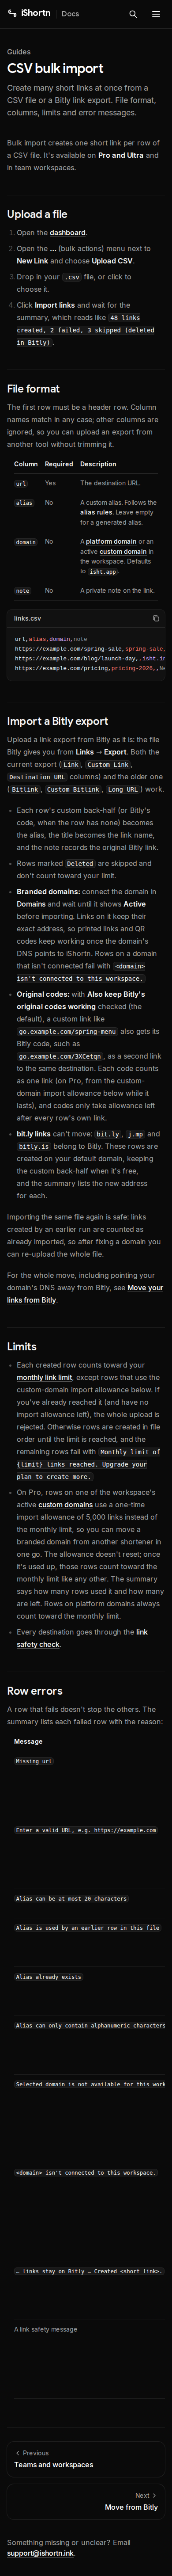 iShortn
Docs
Guides
CSV bulk import
Create many short links at once from a
CSV file or a Bitly link export. File format,
columns, limits and error messages.
Bulk import creates one short link per row of
a CSV file. It's available on Pro and Ultra and
in team workspaces.
Upload a file
1. Open the dashboard.
2. Open the ... (bulk actions) menu next to
New Link and choose Upload CSV.
3. Drop in your .csv file, or click to
choose it.
4. Click Import links and wait for the
summary, which reads like 48 links
created, 2 failed, 3 skipped (deleted
in Bitly).
File format
The first row must be a header row. Column
names match in any case; other columns are
ignored, so you can upload an export from
another tool without trimming it.
Column Required Description
url Yes The destination URL.
alias No A custom alias. Follows the
alias rules. Leave empty
for a generated alias.
domain No A platform domain or an
active custom domain in
the workspace. Defaults
to isht.app.
note No A private note on the link.
links.csv
url,alias,domain,note
https://example.com/spring-sale,spring-sale,
https://example.com/blog/launch-day,,isht.
https://example.com/pricing,pricing-2026,,
Import a Bitly export
Upload a link export from Bitly as it is: the file
Bitly gives you from Links → Export. Both the
current export (Link, Custom Link,
Destination URL columns) and the older one
(Bitlink, Custom Bitlink, Long URL) work.
• Each row's custom back-half (or Bitly's
code, when the row has none) becomes
the alias, the title becomes the link name,
and the note records the original Bitly link.
• Rows marked Deleted are skipped and
don't count toward your limit.
• Branded domains: connect the domain in
Domains and wait until it shows Active
before importing. Links on it keep their
exact address, so printed links and QR
codes keep working once the domain's
DNS points to iShortn. Rows on a domain
that isn't connected fail with <domain>
isn't connected to this workspace.
• Original codes: with Also keep Bitly's
original codes working checked (the
default), a custom link like
go.example.com/spring-menu also gets its
Bitly code, such as
go.example.com/3XCetqn, as a second link
to the same destination. Each code counts
as one link (on Pro, from the custom-
domain import allowance below while it
lasts), and codes only take allowance left
after every row's own link.
• bit.ly links can't move: bit.ly, j.mp and
bitly.is belong to Bitly. These rows are
created on your default domain, keeping
the custom back-half when it's free,
and the summary lists the new address
for each.
Importing the same file again is safe: links
created by an earlier run are counted as
already imported, so after fixing a domain you
can re-upload the whole file.
For the whole move, including pointing your
domain's DNS away from Bitly, see Move your
links from Bitly.
Limits
• Each created row counts toward your
monthly link limit, except rows that use the
custom-domain import allowance below. If
you've already reached it (and have no
import allowance left), the whole upload is
rejected. Otherwise rows are created in file
order until the limit is reached, and the
remaining rows fail with Monthly limit of
{limit} links reached. Upgrade your
plan to create more.
• On Pro, rows on one of the workspace's
active custom domains use a one-time
import allowance of 5,000 links instead of
the monthly limit, so you can move a
branded domain from another shortener in
one go. The allowance doesn't reset; once
it's used up, those rows count toward the
monthly limit like any other. The summary
says how many rows used it and how many
are left. Rows on platform domains always
count toward the monthly limit.
• Every destination goes through the link
safety check.
Row errors
A row that fails doesn't stop the others. The
summary lists each failed row with the reason:
Message
Missing url
Enter a valid URL, e.g. https://example.com
Alias can be at most 20 characters
Alias is used by an earlier row in this file
Alias already exists
Alias can only contain alphanumeric characters
Selected domain is not available for this work
<domain> isn't connected to this workspace.
… links stay on Bitly … Created <short link>.
A link safety message
Previous
Teams and workspaces
Next
Move from Bitly
Something missing or unclear? Email
support@ishortn.ink.